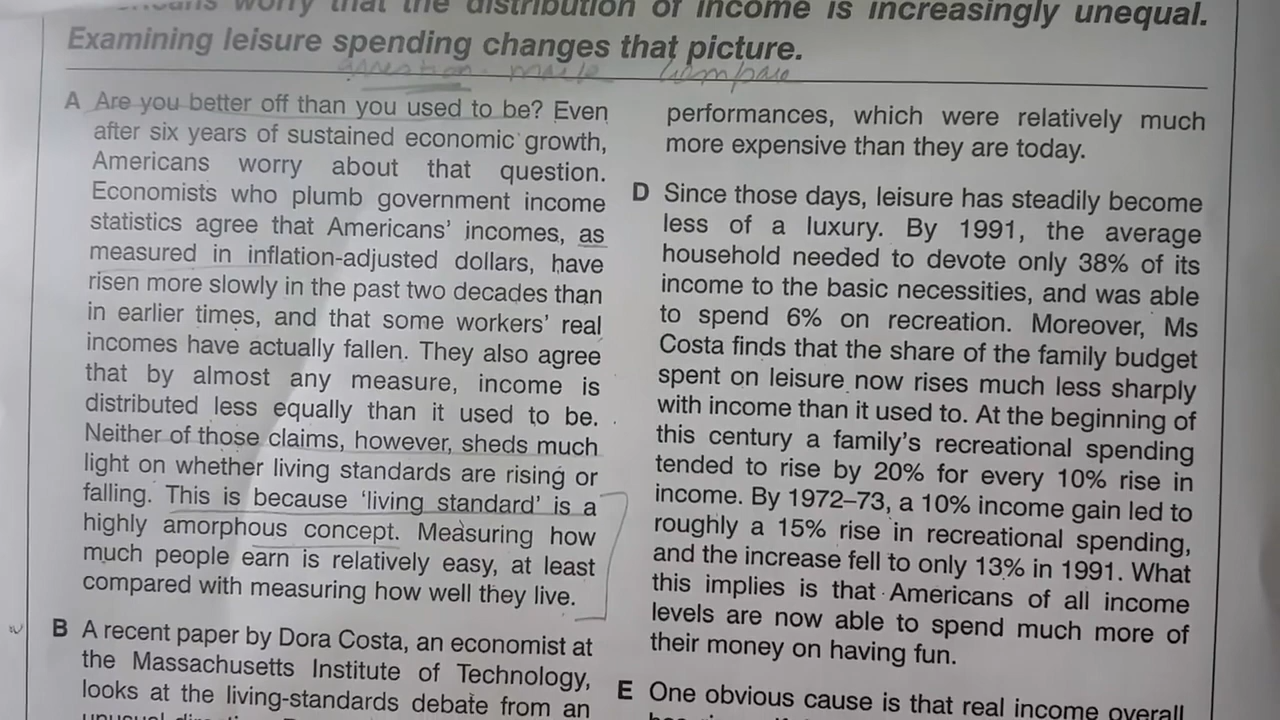 worry that the distribution of income is increasingly unequal.
Examining leisure spending changes that picture.
question. compare
A Are you better off than you used to be? Even
after six years of sustained economic growth,
Americans worry about that question.
Economists who plumb government income
statistics agree that Americans' incomes, as
measured in inflation-adjusted dollars, have
risen more slowly in the past two decades than
in earlier times, and that some workers' real
incomes have actually fallen. They also agree
that by almost any measure, income is
distributed less equally than it used to be.
Neither of those claims, however, sheds much
light on whether living standards are rising or
falling. This is because 'living standard' is a
highly amorphous concept. Measuring how
much people earn is relatively easy, at least
compared with measuring how well they live.
B A recent paper by Dora Costa, an economist at
the Massachusetts Institute of Technology,
looks at the living-standards debate from an
performances, which were relatively much
more expensive than they are today.
D Since those days, leisure has steadily become
less of a luxury. By 1991, the average
household needed to devote only 38% of its
income to the basic necessities, and was able
to spend 6% on recreation. Moreover, Ms
Costa finds that the share of the family budget
spent on leisure now rises much less sharply
with income than it used to. At the beginning of
this century a family's recreational spending
tended to rise by 20% for every 10% rise in
income. By 1972–73, a 10% income gain led to
roughly a 15% rise in recreational spending,
and the increase fell to only 13% in 1991. What
this implies is that Americans of all income
levels are now able to spend much more of
their money on having fun.
E One obvious cause is that real income overall